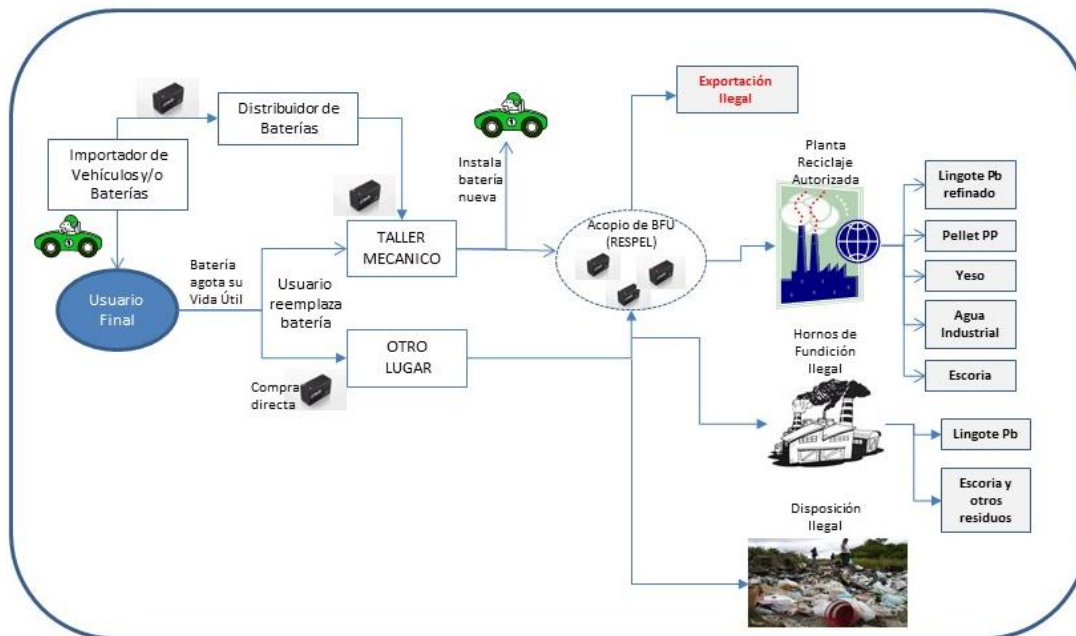 Exportación
Ilegal
Distribuidor de
Baterías
Importador de
Vehículos y/o
Baterías
Instala
batería
nueva
Planta
Reciclaje
Autorizada
Lingote Pb
refinado
Pellet PP
Yeso
Agua
Industrial
Escoria
TALLER
MECANICO
Acopio de BFU
(RESPEL)
Usuario
Final
Batería
agota su
Vida Útil
Usuario
reemplaza
batería
OTRO
LUGAR
Compra
directa
Hornos de
Fundición
Ilegal
Lingote Pb
Escoria y
otros
residuos
Disposición
Ilegal